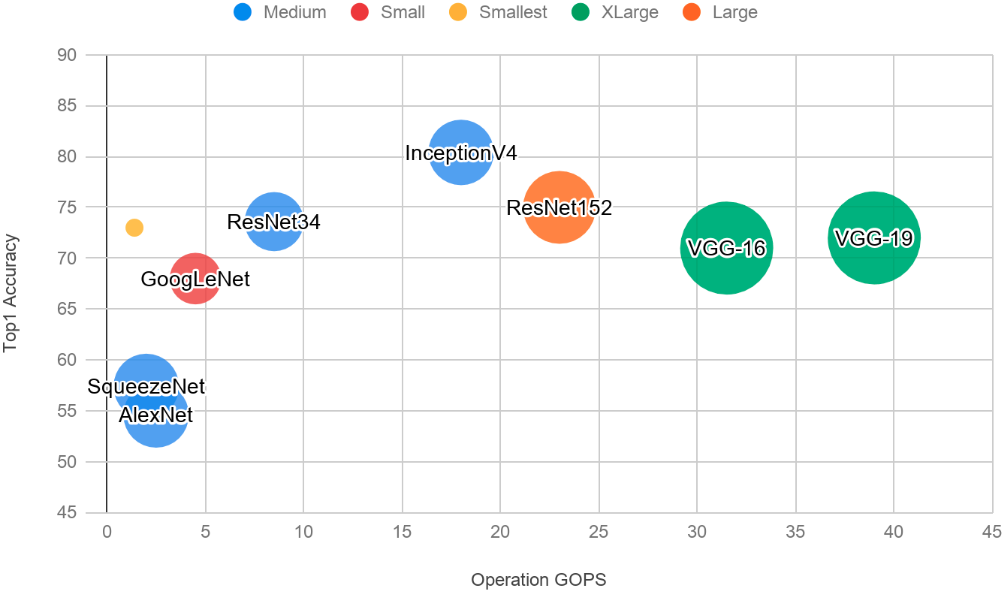 Medium Small Smallest XLarge Large
90
85
80
75
70
65
60
55
50
45
Top1 Accuracy
InceptionV4
ResNet152
ResNet34
VGG-19
VGG-16
GoogLeNet
SqueezeNet
AlexNet
0 5 10 15 20 25 30 35 40 45
Operation GOPS